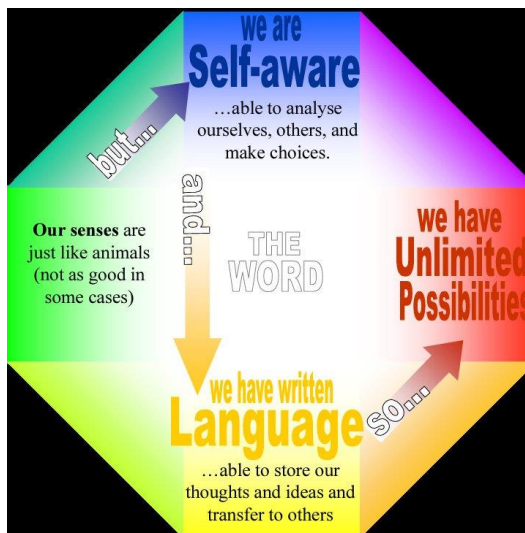 Our senses are
just like animals
(not as good in
some cases)
but...
we are
Self-aware
...able to analyse
ourselves, others, and
make choices.
and...
THE
WORD
we have written
Language
...able to store our
thoughts and ideas and
transfer to others
so...
we have
Unlimited
Possibilities